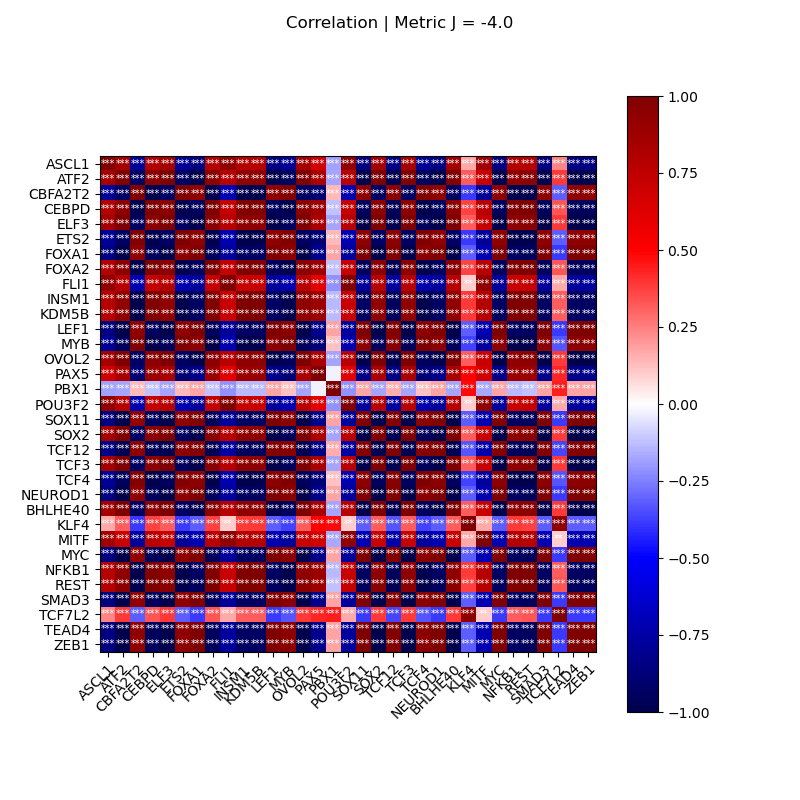 Correlation | Metric J = -4.0
ASCL1
ATF2
CBFA2T2
CEBPD
ELF3
ETS2
FOXA1
FOXA2
FLI1
INSM1
KDM5B
LEF1
MYB
OVOL2
PAX5
PBX1
POU3F2
SOX11
SOX2
TCF12
TCF3
TCF4
NEUROD1
BHLHE40
KLF4
MITF
MYC
NFKB1
REST
SMAD3
TCF7L2
TEAD4
ZEB1
ASCL1
ATF2
CBFA2T2
CEBPD
ELF3
ETS2
FOXA1
FOXA2
FLI1
INSM1
KDM5B
LEF1
MYB
OVOL2
PAX5
PBX1
POU3F2
SOX11
SOX2
TCF12
TCF3
TCF4
NEUROD1
BHLHE40
KLF4
MITF
MYC
NFKB1
REST
SMAD3
TCF7L2
TEAD4
ZEB1
1.00
0.75
0.50
0.25
0.00
−0.25
−0.50
−0.75
−1.00